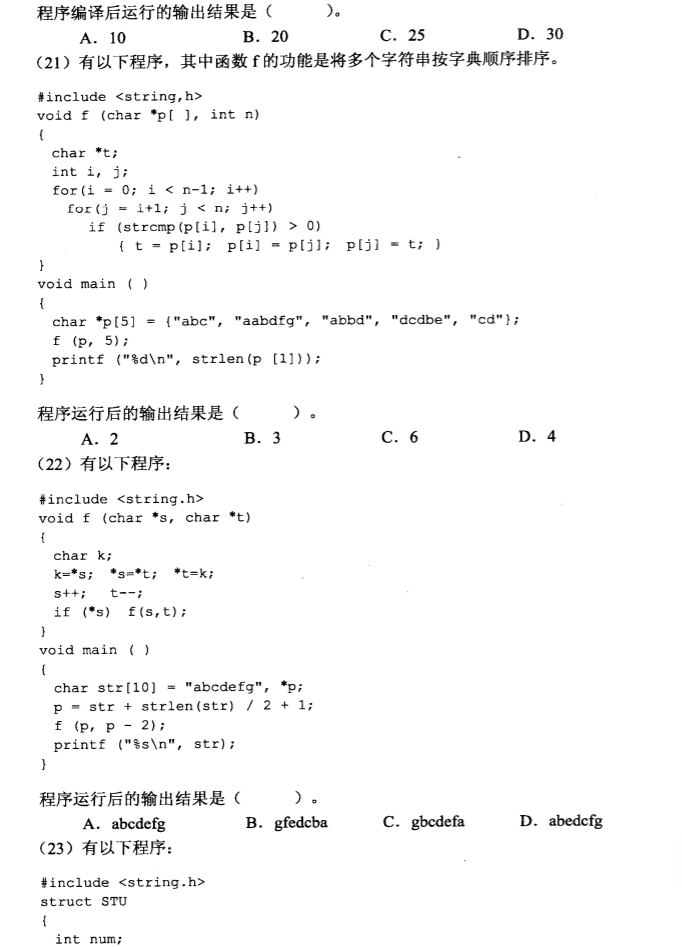 程序编译后运行的输出结果是（　　）。
A．10　　B．20　　C．25　　D．30
（21）有以下程序，其中函数 f 的功能是将多个字符串按字典顺序排序。
#include <string,h>
void f (char *p[ ], int n)
{
char *t;
int i, j;
for(i = 0; i < n-1; i++)
for(j = i+1; j < n; j++)
if (strcmp(p[i], p[j]) > 0)
{ t = p[i]; p[i] = p[j]; p[j] = t; }
}
void main ( )
{
char *p[5] = {"abc", "aabdfg", "abbd", "dcdbe", "cd"};
f (p, 5);
printf ("%d\n", strlen(p [1]));
}
程序运行后的输出结果是（　　）。
A．2　　B．3　　C．6　　D．4
（22）有以下程序：
#include <string.h>
void f (char *s, char *t)
{
char k;
k=*s; *s=*t; *t=k;
s++; t--;
if (*s) f(s,t);
}
void main ( )
{
char str[10] = "abcdefg", *p;
p = str + strlen(str) / 2 + 1;
f (p, p - 2);
printf ("%s\n", str);
}
程序运行后的输出结果是（　　）。
A．abcdefg　　B．gfedcba　　C．gbcdefa　　D．abedcfg
（23）有以下程序：
#include <string.h>
struct STU
{
int num;